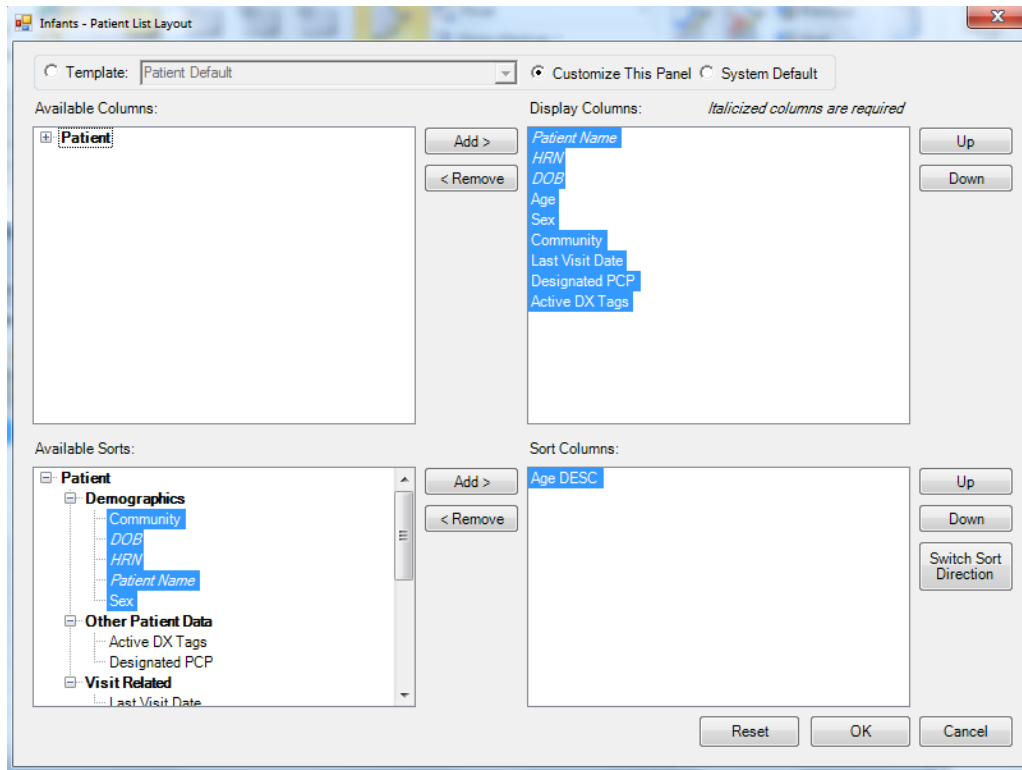 Infants - Patient List Layout
Template: Patient Default Customize This Panel System Default
Available Columns:
Patient
Add >
< Remove
Display Columns: Italicized columns are required
Patient Name
HRN
DOB
Age
Sex
Community
Last Visit Date
Designated PCP
Active DX Tags
Up
Down
Available Sorts:
Patient
Demographics
Community
DOB
HRN
Patient Name
Sex
Other Patient Data
Active DX Tags
Designated PCP
Visit Related
Last Visit Date
Add >
< Remove
Sort Columns:
Age DESC
Up
Down
Switch Sort
Direction
Reset OK Cancel